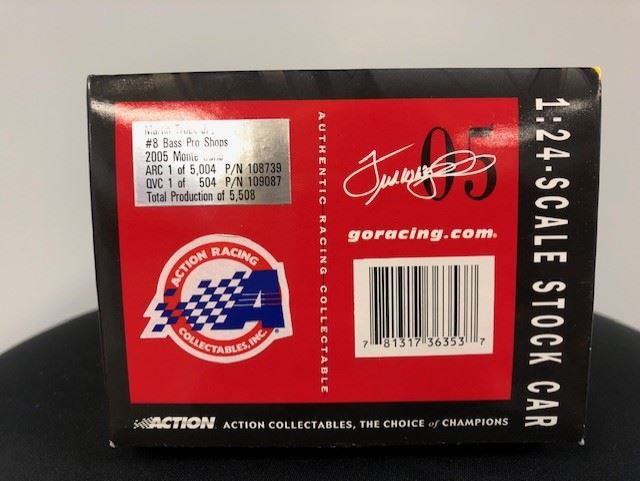 Martin Truex Jr.
#8 Bass Pro Shops
2005 Monte Carlo
ARC 1 of 5,004 P/N 108739
QVC 1 of 504 P/N 109087
Total Production of 5,508
ACTION RACING
COLLECTABLES, INC.
A
AUTHENTIC RACING COLLECTABLE
05
goracing.com
7 81317 36353 7
1:24-SCALE STOCK CAR
ACTION ACTION COLLECTABLES, THE CHOICE of CHAMPIONS